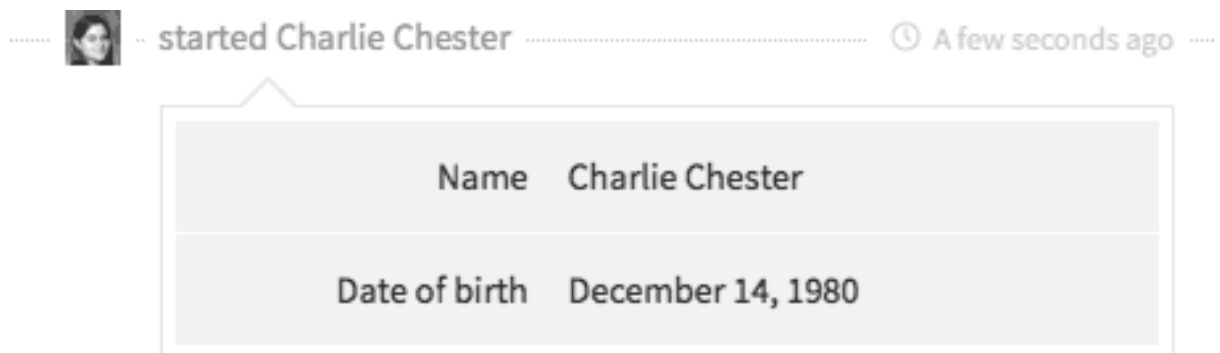 started Charlie Chester A few seconds ago
Name Charlie Chester
Date of birth December 14, 1980